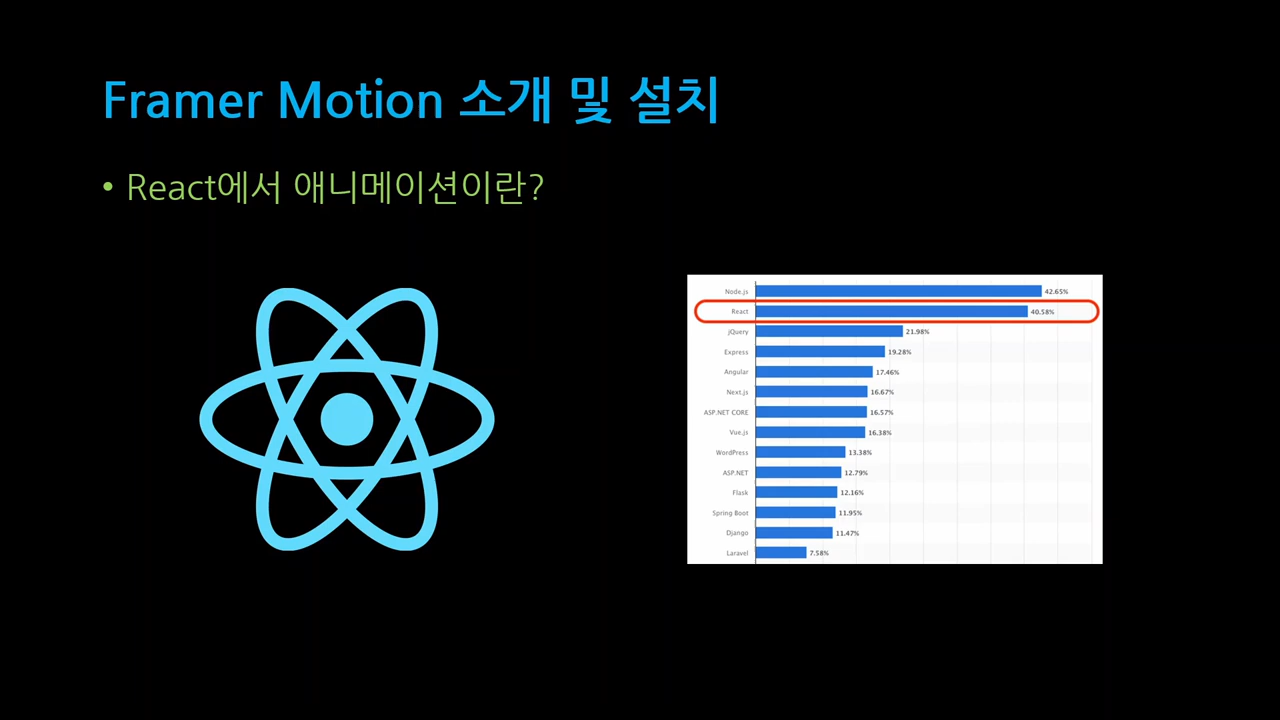 Framer Motion 소개 및 설치
• React에서 애니메이션이란?
Node.js 42.65%
React 40.58%
jQuery 21.98%
Express 19.28%
Angular 17.46%
Next.js 16.67%
ASP.NET CORE 16.57%
Vue.js 16.38%
WordPress 13.38%
ASP.NET 12.79%
Flask 12.16%
Spring Boot 11.95%
Django 11.47%
Laravel 7.58%